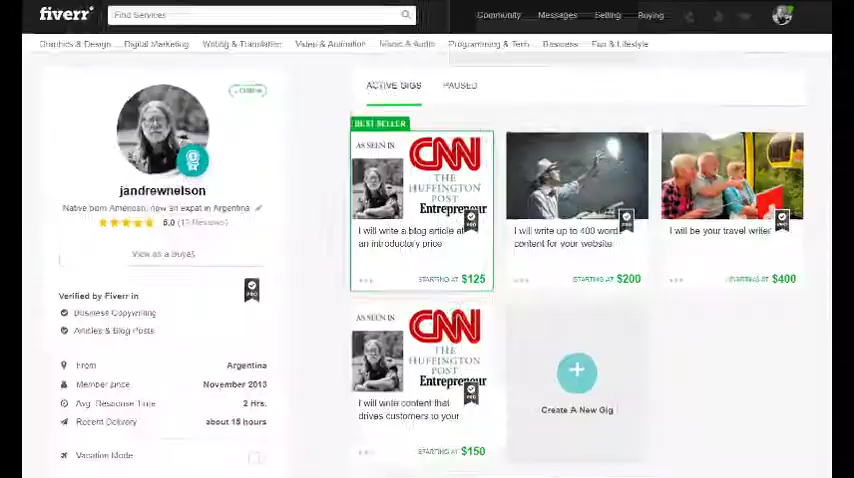 fiverr
Find Services
Community Messages Selling Buying
Graphics & Design Digital Marketing Writing & Translation Video & Animation Music & Audio Programming & Tech Business Fun & Lifestyle
Online
jandrewnelson
Native born American, now an expat in Argentina
5.0
View as a Buyer
Verified by Fiverr in
PRO
Business Copywriting
Articles & Blog Posts
From Argentina
Member since November 2013
Avg. Response Time 2 Hrs.
Recent Delivery about 15 hours
Vacation Mode
ACTIVE GIGS PAUSED
BEST SELLER
AS SEEN IN
CNN
THE
HUFFINGTON
POST
Entrepreneur
PRO
I will write a blog article at
an introductory price
STARTING AT $125
PRO
I will write up to 400 words
content for your website
STARTING AT $200
PRO
I will be your travel writer
STARTING AT $400
AS SEEN IN
CNN
THE
HUFFINGTON
POST
Entrepreneur
PRO
I will write content that
drives customers to your
STARTING AT $150
Create A New Gig